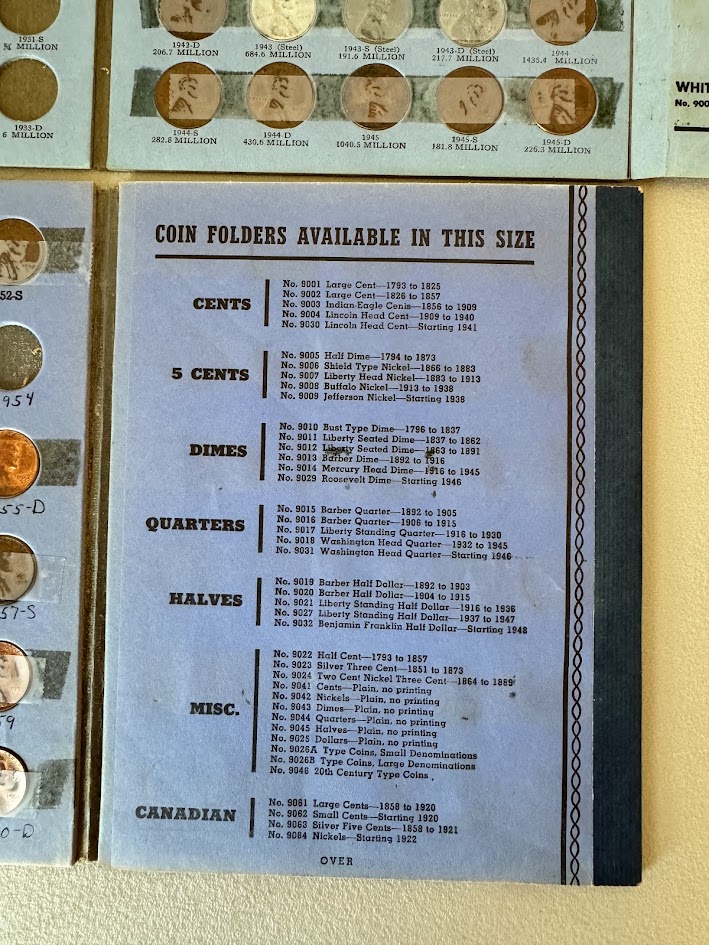 1931-S
MILLION
1933-D
6 MILLION
1942-D
206.7 MILLION
1943 (Steel)
684.6 MILLION
1943-S (Steel)
191.6 MILLION
1943-D (Steel)
217.7 MILLION
1944
1435.4 MILLION
1944-S
282.8 MILLION
1944-D
430.6 MILLION
1945
1040.5 MILLION
1945-S
181.8 MILLION
1945-D
226.3 MILLION
WHIT
No. 900
52-S
954
55-D
57-S
59
0-D
COIN FOLDERS AVAILABLE IN THIS SIZE
CENTS
No. 9001 Large Cent—1793 to 1825
No. 9002 Large Cent—1826 to 1857
No. 9003 Indian-Eagle Cents—1856 to 1909
No. 9004 Lincoln Head Cent—1909 to 1940
No. 9030 Lincoln Head Cent—Starting 1941
5 CENTS
No. 9005 Half Dime—1794 to 1873
No. 9006 Shield Type Nickel—1866 to 1883
No. 9007 Liberty Head Nickel—1883 to 1913
No. 9008 Buffalo Nickel—1913 to 1938
No. 9009 Jefferson Nickel—Starting 1938
DIMES
No. 9010 Bust Type Dime—1796 to 1837
No. 9011 Liberty Seated Dime—1837 to 1862
No. 9012 Liberty Seated Dime—1863 to 1891
No. 9013 Barber Dime—1892 to 1916
No. 9014 Mercury Head Dime—1916 to 1945
No. 9029 Roosevelt Dime—Starting 1946
QUARTERS
No. 9015 Barber Quarter—1892 to 1905
No. 9016 Barber Quarter—1906 to 1915
No. 9017 Liberty Standing Quarter—1916 to 1930
No. 9018 Washington Head Quarter—1932 to 1945
No. 9031 Washington Head Quarter—Starting 1946
HALVES
No. 9019 Barber Half Dollar—1892 to 1903
No. 9020 Barber Half Dollar—1904 to 1915
No. 9021 Liberty Standing Half Dollar—1916 to 1936
No. 9027 Liberty Standing Half Dollar—1937 to 1947
No. 9032 Benjamin Franklin Half Dollar—Starting 1948
MISC.
No. 9022 Half Cent—1793 to 1857
No. 9023 Silver Three Cent—1851 to 1873
No. 9024 Two Cent Nickel Three Cent—1864 to 1889
No. 9041 Cents—Plain, no printing
No. 9042 Nickels—Plain, no printing
No. 9043 Dimes—Plain, no printing
No. 9044 Quarters—Plain, no printing
No. 9045 Halves—Plain, no printing
No. 9025 Dollars—Plain, no printing
No. 9026A Type Coins, Small Denominations
No. 9026B Type Coins, Large Denominations
No. 9046 20th Century Type Coins
CANADIAN
No. 9061 Large Cents—1858 to 1920
No. 9062 Small Cents—Starting 1920
No. 9063 Silver Five Cents—1858 to 1921
No. 9064 Nickels—Starting 1922
OVER